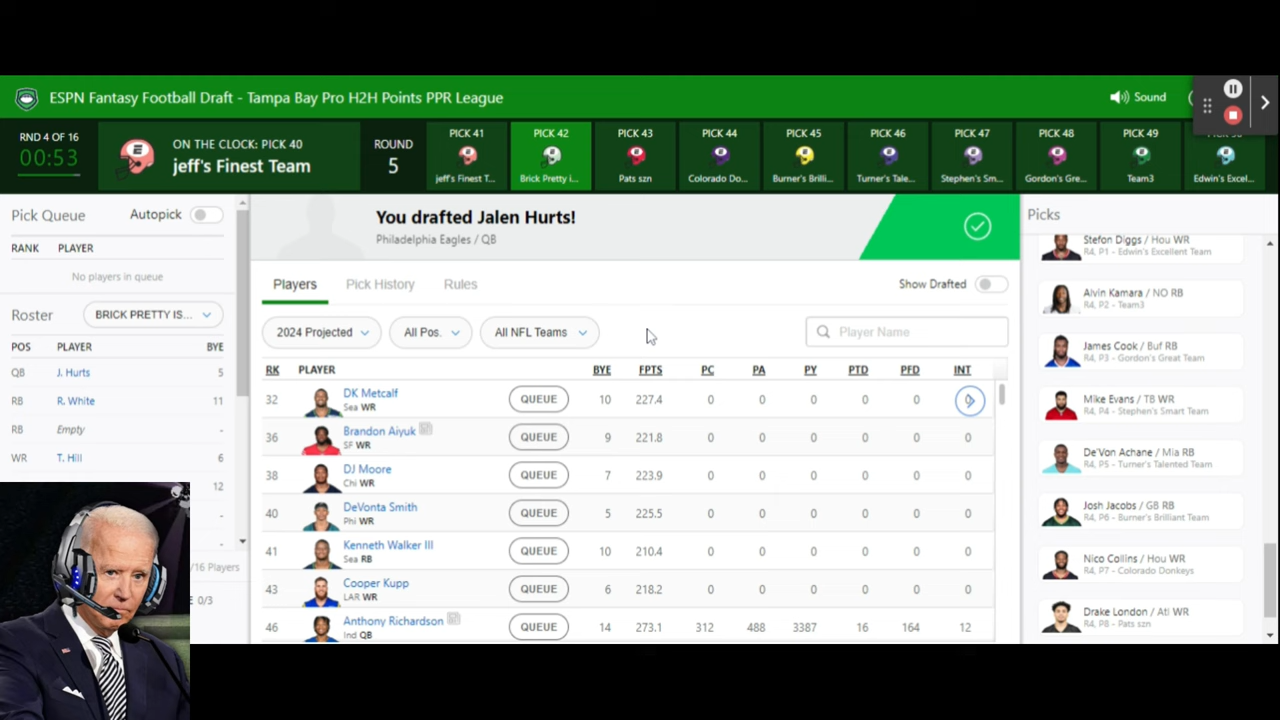 ESPN Fantasy Football Draft - Tampa Bay Pro H2H Points PPR League
Sound
RND 4 OF 16
00:53
ON THE CLOCK: PICK 40
jeff's Finest Team
ROUND
5
PICK 41
jeff's Finest T...
PICK 42
Brick Pretty i...
PICK 43
Pats szn
PICK 44
Colorado Do...
PICK 45
Burner's Brilli...
PICK 46
Turner's Tale...
PICK 47
Stephen's Sm...
PICK 48
Gordon's Gre...
PICK 49
Team3
Edwin's Excel...
Pick Queue
Autopick
RANK PLAYER
No players in queue
Roster
BRICK PRETTY IS...
POS PLAYER BYE
QB J. Hurts 5
RB R. White 11
RB Empty -
WR T. Hill 6
12
-
-
/16 Players
E 0/3
You drafted Jalen Hurts!
Philadelphia Eagles / QB
Players
Pick History
Rules
Show Drafted
2024 Projected
All Pos.
All NFL Teams
Player Name
RK PLAYER BYE FPTS PC PA PY PTD PFD INT
32 DK Metcalf QUEUE 10 227.4 0 0 0 0 0
Sea WR
36 Brandon Aiyuk QUEUE 9 221.8 0 0 0 0 0 0
SF WR
38 DJ Moore QUEUE 7 223.9 0 0 0 0 0 0
Chi WR
40 DeVonta Smith QUEUE 5 225.5 0 0 0 0 0 0
Phi WR
41 Kenneth Walker III QUEUE 10 210.4 0 0 0 0 0 0
Sea RB
43 Cooper Kupp QUEUE 6 218.2 0 0 0 0 0 0
LAR WR
46 Anthony Richardson QUEUE 14 273.1 312 488 3387 16 164 12
Ind QB
Picks
Stefon Diggs / Hou WR
R4, P1 - Edwin's Excellent Team
Alvin Kamara / NO RB
R4, P2 - Team3
James Cook / Buf RB
R4, P3 - Gordon's Great Team
Mike Evans / TB WR
R4, P4 - Stephen's Smart Team
De'Von Achane / Mia RB
R4, P5 - Turner's Talented Team
Josh Jacobs / GB RB
R4, P6 - Burner's Brilliant Team
Nico Collins / Hou WR
R4, P7 - Colorado Donkeys
Drake London / Atl WR
R4, P8 - Pats szn